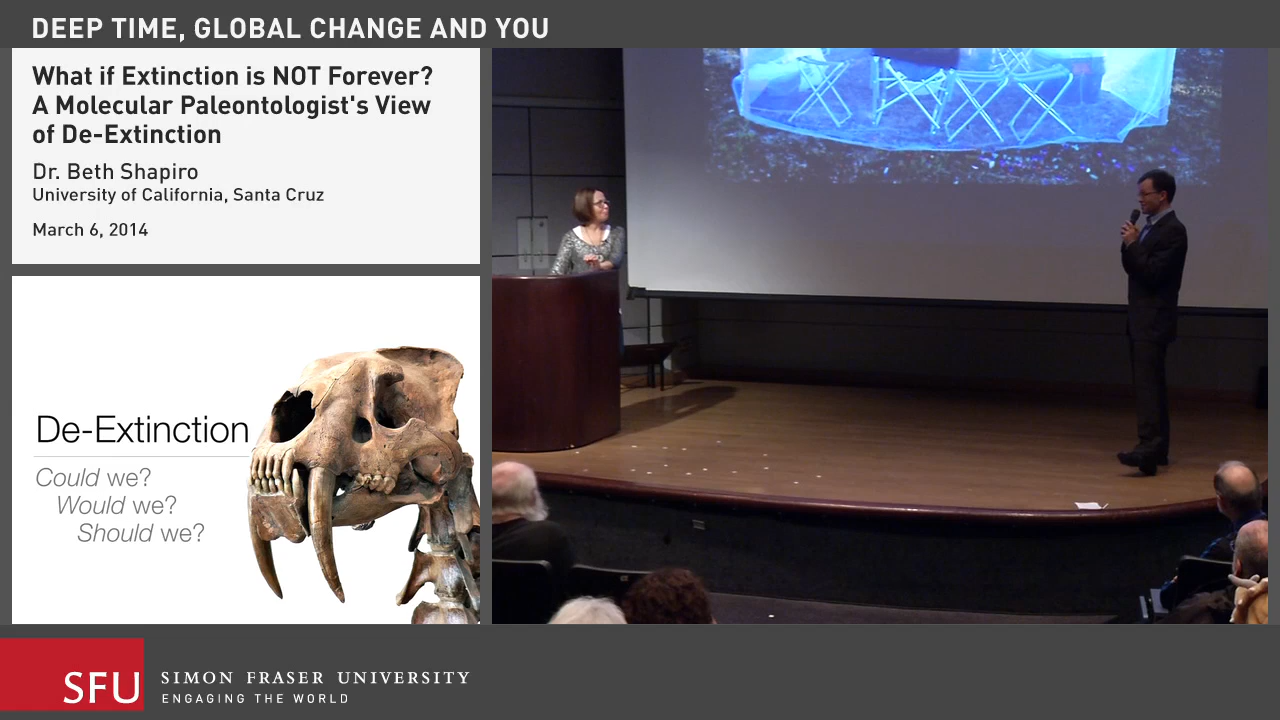 DEEP TIME, GLOBAL CHANGE AND YOU
What if Extinction is NOT Forever?
A Molecular Paleontologist's View
of De-Extinction
Dr. Beth Shapiro
University of California, Santa Cruz
March 6, 2014
De-Extinction
Could we?
Would we?
Should we?
SFU
SIMON FRASER UNIVERSITY
ENGAGING THE WORLD